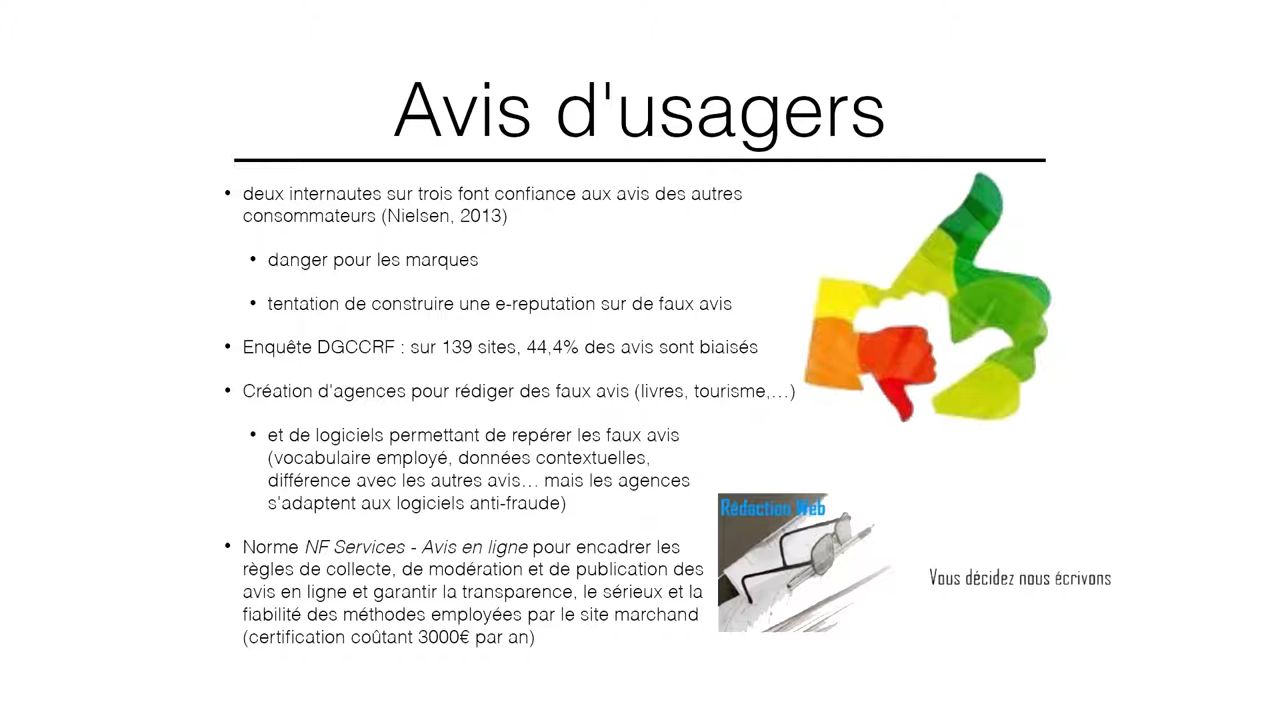 Avis d'usagers
• deux internautes sur trois font confiance aux avis des autres
consommateurs (Nielsen, 2013)
• danger pour les marques
• tentation de construire une e-reputation sur de faux avis
• Enquête DGCCRF : sur 139 sites, 44,4% des avis sont biaisés
• Création d'agences pour rédiger des faux avis (livres, tourisme,…)
• et de logiciels permettant de repérer les faux avis
(vocabulaire employé, données contextuelles,
différence avec les autres avis… mais les agences
s'adaptent aux logiciels anti-fraude)
• Norme NF Services - Avis en ligne pour encadrer les
règles de collecte, de modération et de publication des
avis en ligne et garantir la transparence, le sérieux et la
fiabilité des méthodes employées par le site marchand
(certification coûtant 3000€ par an)
Rédaction Web
Vous décidez nous écrivons